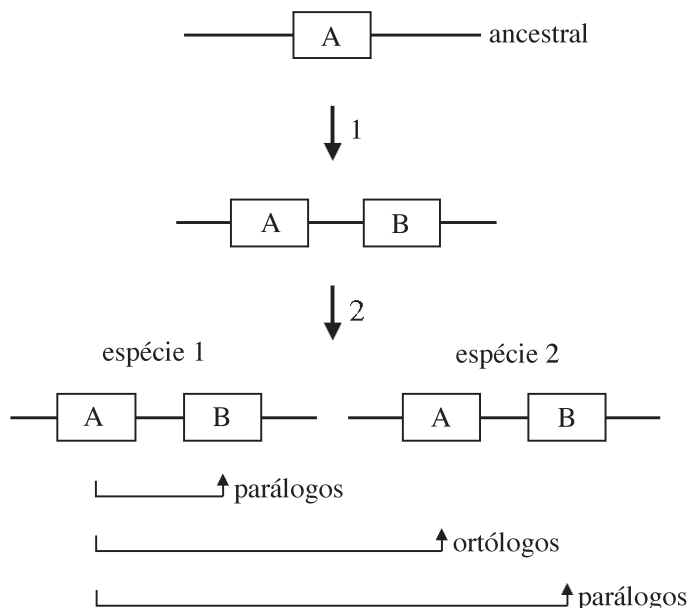 A ancestral
1
A B
2
espécie 1 espécie 2
A B A B
parálogos
ortólogos
parálogos